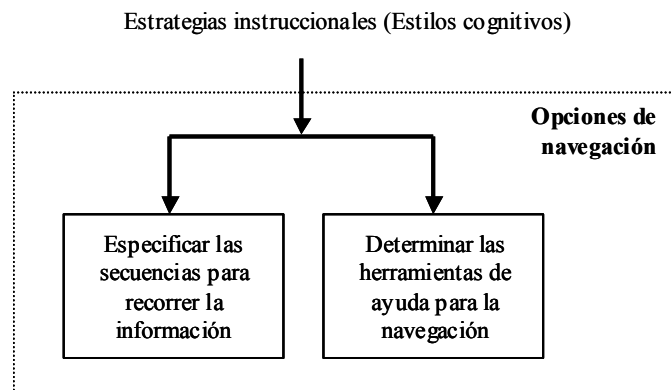 Estrategias instruccionales (Estilos cognitivos)
Opciones de
navegación
Especificar las
secuencias para
recorrer la
información
Determinar las
herramientas de
ayuda para la
navegación